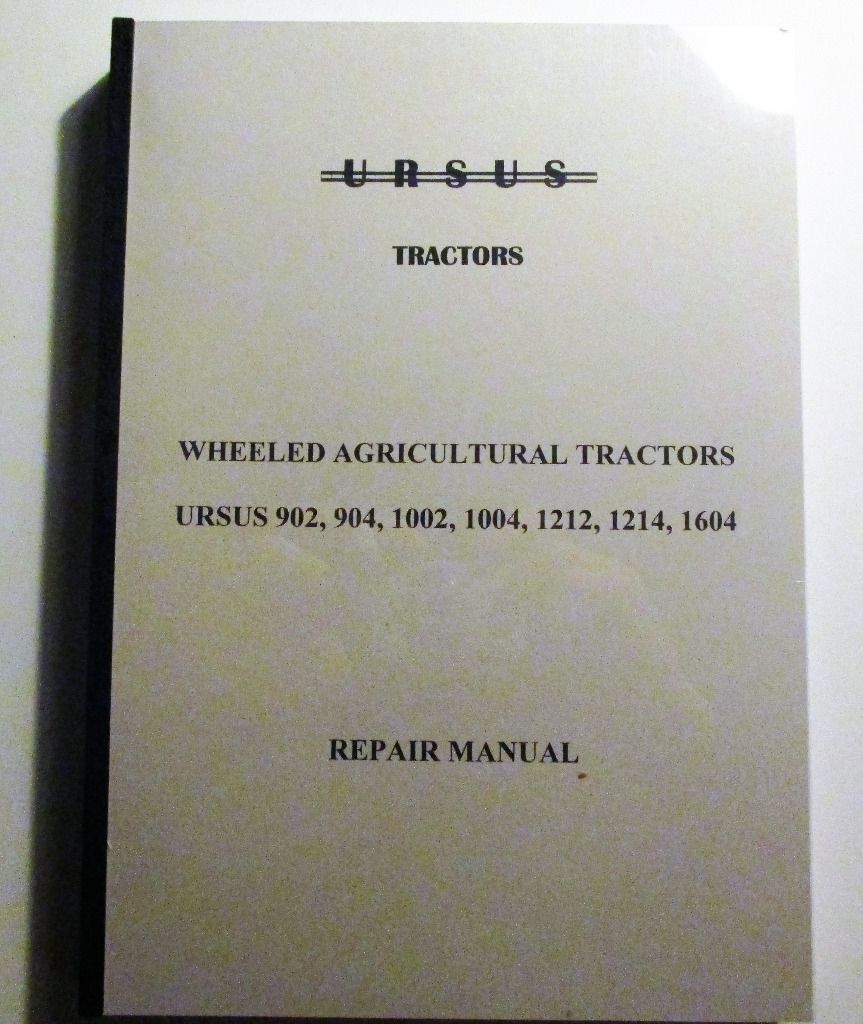 URSUS
TRACTORS
WHEELED AGRICULTURAL TRACTORS
URSUS 902, 904, 1002, 1004, 1212, 1214, 1604
REPAIR MANUAL